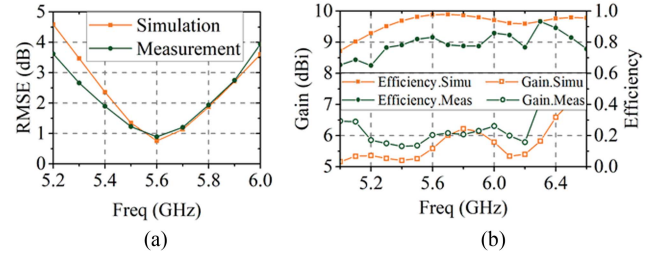 5
4
3
2
1
0
RMSE (dB)
Simulation
Measurement
5.2 5.4 5.6 5.8 6.0
Freq (GHz)
(a)
10
9
8
7
6
5
Gain (dBi)
Efficiency.Simu Gain.Simu
Efficiency.Meas Gain.Meas
1.0
0.8
0.6
0.4
0.2
0.0
Efficiency
5.2 5.6 6.0 6.4
Freq (GHz)
(b)